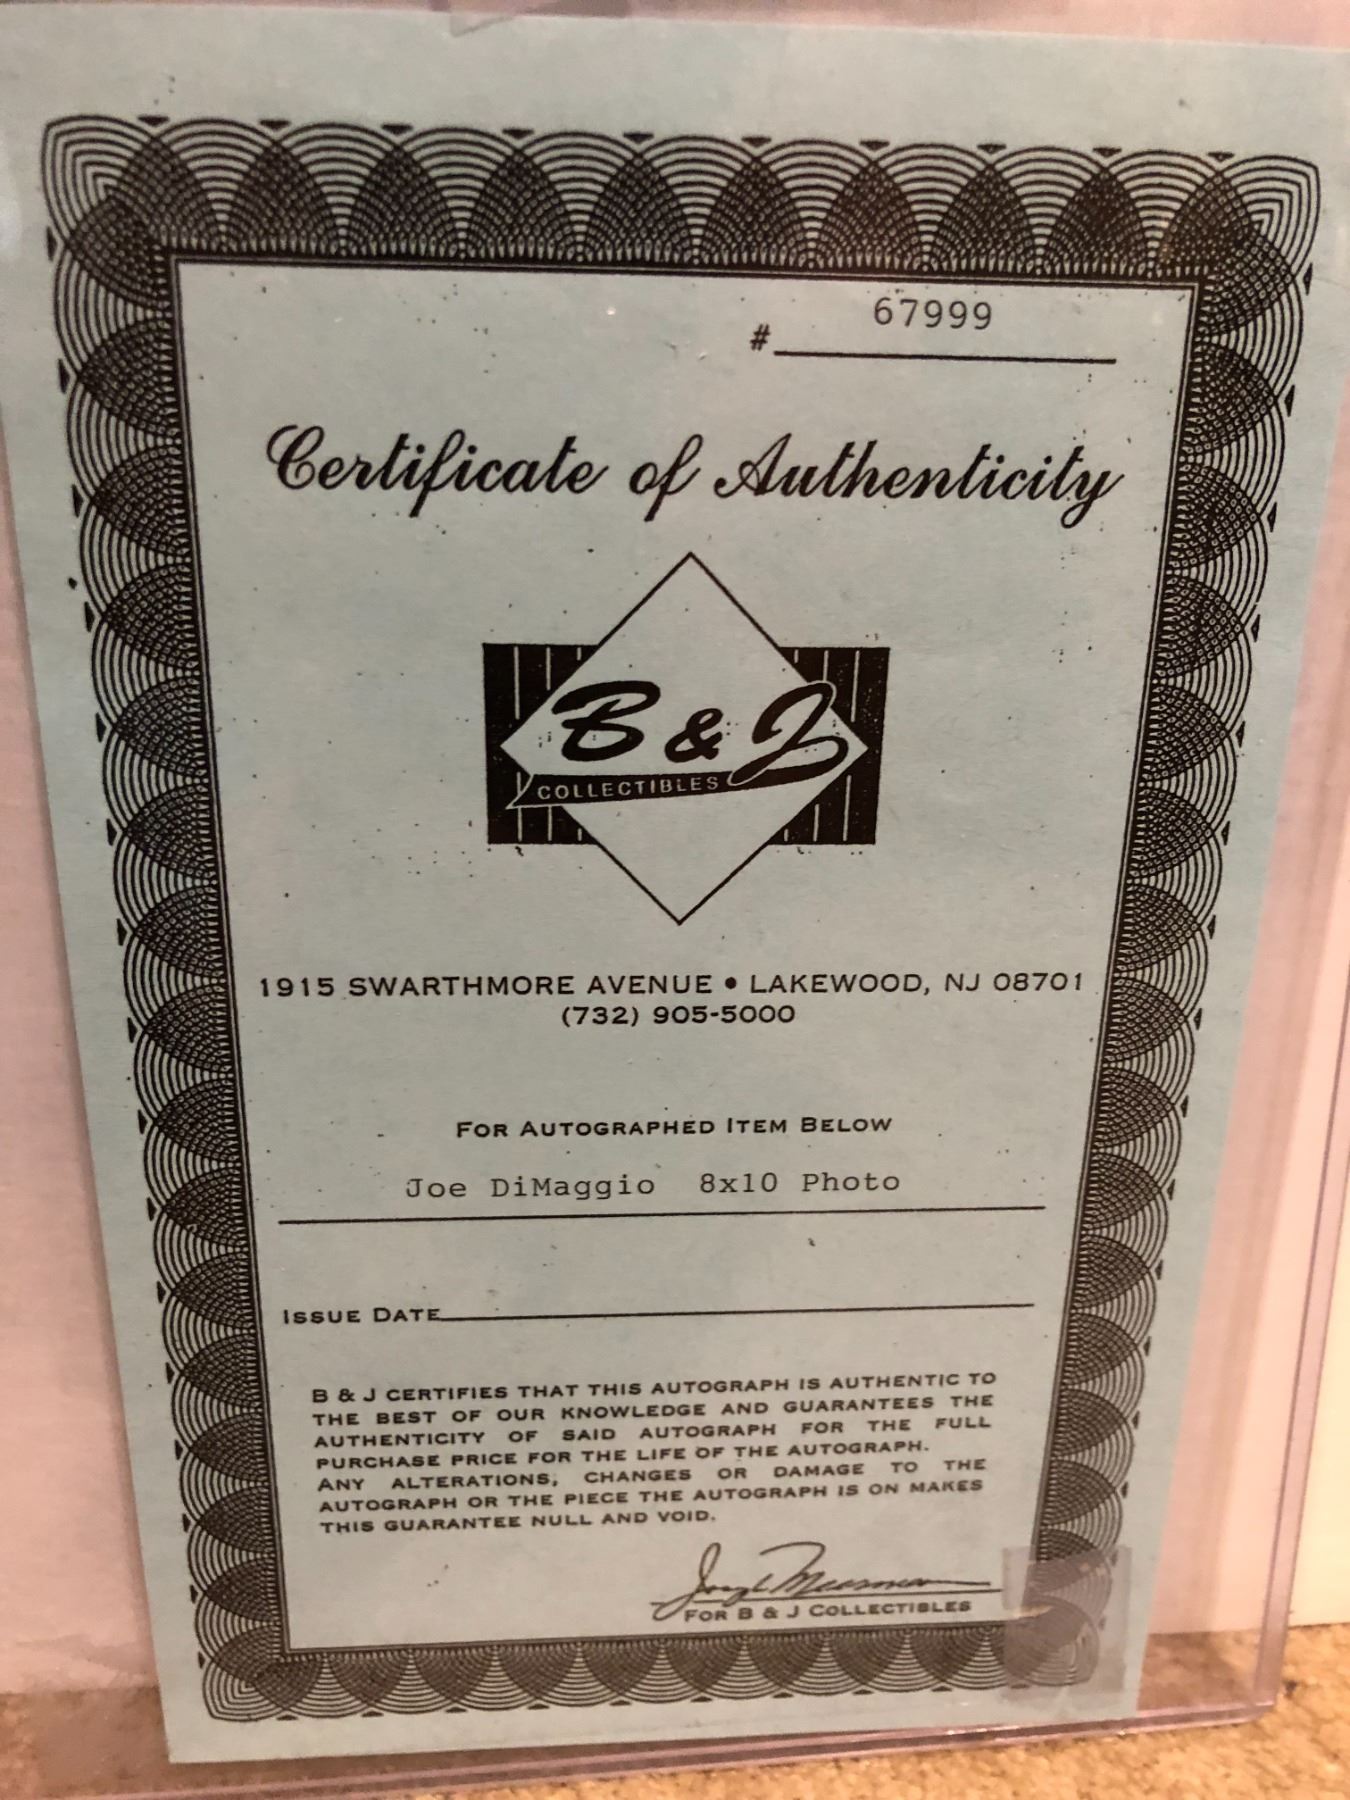 # 67999
Certificate of Authenticity
B & J
COLLECTIBLES
1915 SWARTHMORE AVENUE • LAKEWOOD, NJ 08701
(732) 905-5000
FOR AUTOGRAPHED ITEM BELOW
Joe DiMaggio 8x10 Photo
ISSUE DATE
B & J CERTIFIES THAT THIS AUTOGRAPH IS AUTHENTIC TO
THE BEST OF OUR KNOWLEDGE AND GUARANTEES THE
AUTHENTICITY OF SAID AUTOGRAPH FOR THE FULL
PURCHASE PRICE FOR THE LIFE OF THE AUTOGRAPH.
ANY ALTERATIONS, CHANGES OR DAMAGE TO THE
AUTOGRAPH OR THE PIECE THE AUTOGRAPH IS ON MAKES
THIS GUARANTEE NULL AND VOID.
FOR B & J COLLECTIBLES